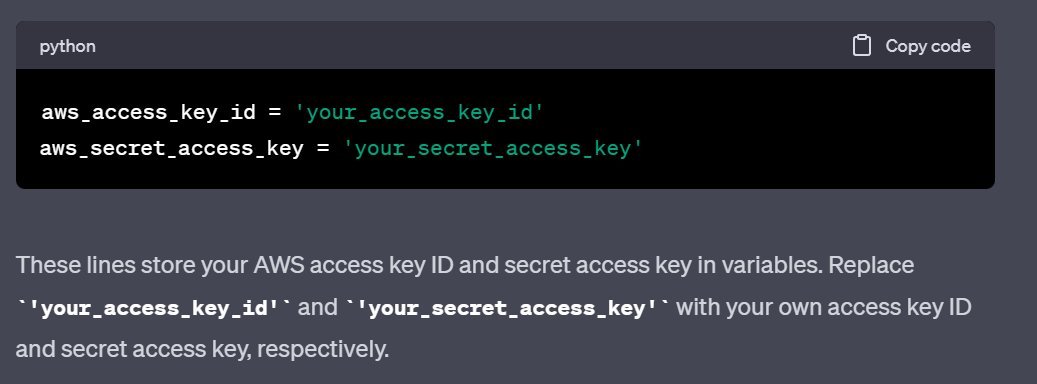 python
Copy code
aws_access_key_id = 'your_access_key_id'
aws_secret_access_key = 'your_secret_access_key'
These lines store your AWS access key ID and secret access key in variables. Replace
`'your_access_key_id'` and `'your_secret_access_key'` with your own access key ID
and secret access key, respectively.